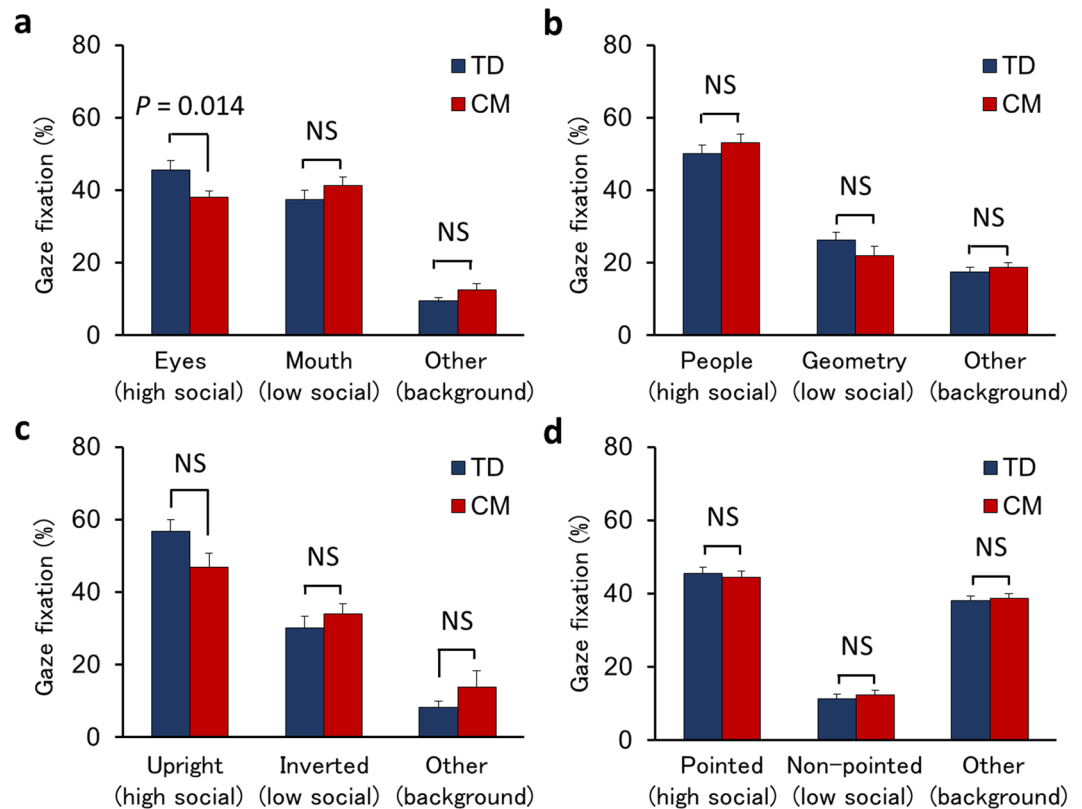 a
80
60
40
20
0
Gaze fixation (%)
TD
CM
P = 0.014
NS
NS
Eyes
(high social)
Mouth
(low social)
Other
(background)
b
80
60
40
20
0
Gaze fixation (%)
TD
CM
NS
NS
NS
People
(high social)
Geometry
(low social)
Other
(background)
c
80
60
40
20
0
Gaze fixation (%)
TD
CM
NS
NS
NS
Upright
(high social)
Inverted
(low social)
Other
(background)
d
80
60
40
20
0
Gaze fixation (%)
TD
CM
NS
NS
NS
Pointed
(high social)
Non-pointed
(low social)
Other
(background)